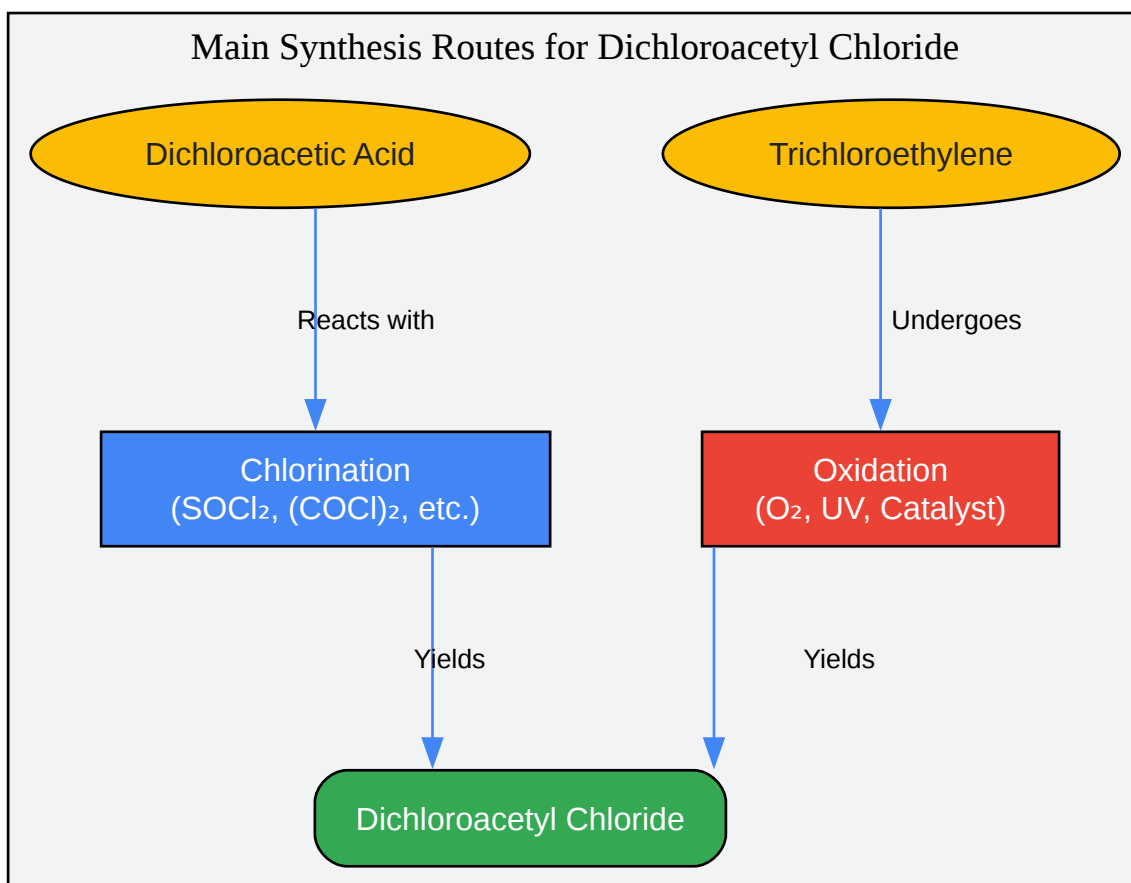 Main Synthesis Routes for Dichloroacetyl Chloride
Dichloroacetic Acid
Trichloroethylene
Reacts with
Undergoes
Chlorination
(SOCl₂, (COCl)₂, etc.)
Oxidation
(O₂, UV, Catalyst)
Yields
Yields
Dichloroacetyl Chloride